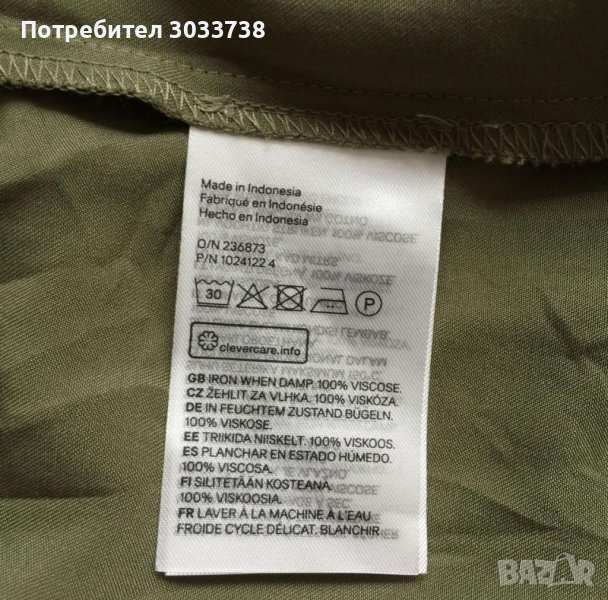 Потребител 3033738
Made in Indonesia
Fabriqué en Indonésie
Hecho en Indonesia
O/N 236873
P/N 1024122 4
30
P
clevercare.info
GB IRON WHEN DAMP. 100% VISCOSE.
CZ ŽEHLIT ZA VLHKA. 100% VISKÓZA.
DE IN FEUCHTEM ZUSTAND BÜGELN.
100% VISKOSE.
EE TRIIKIDA NIISKELT. 100% VISKOOS.
ES PLANCHAR EN ESTADO HÚMEDO.
100% VISCOSA.
FI SILITETÄÄN KOSTEANA.
100% VISKOOSIA.
FR LAVER À LA MACHINE À L'EAU
FROIDE CYCLE DÉLICAT. BLANCHIR
BAZAR